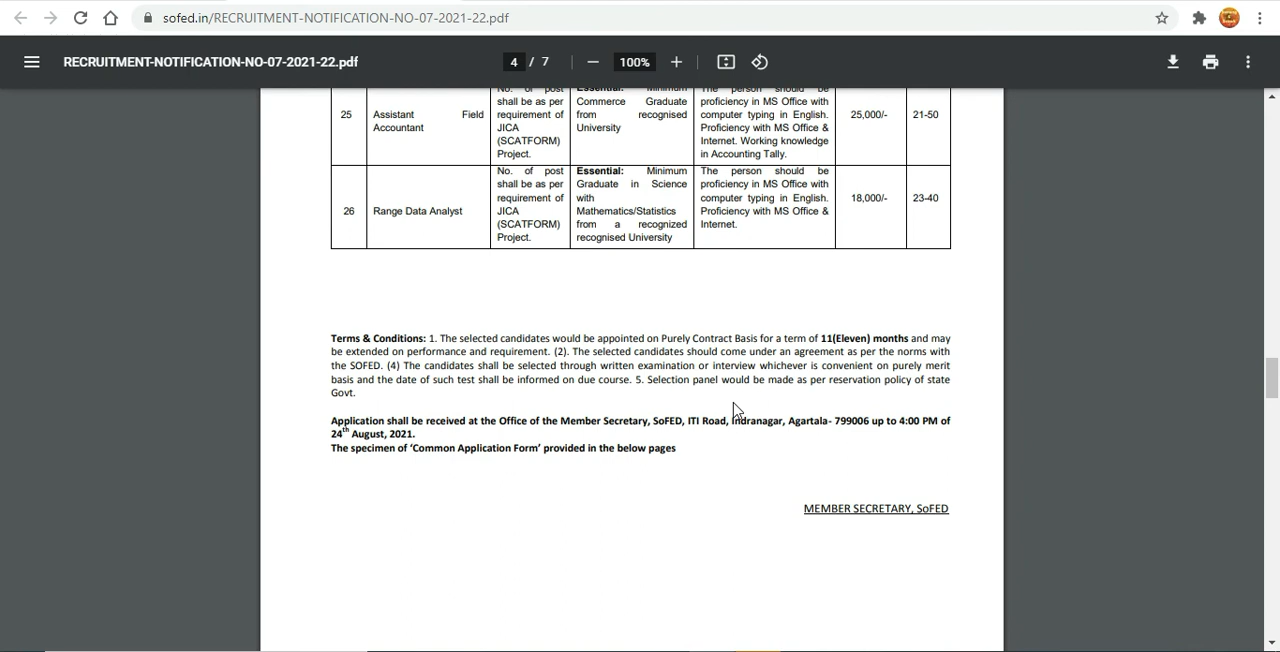 sofed.in/RECRUITMENT-NOTIFICATION-NO-07-2021-22.pdf
RECRUITMENT-NOTIFICATION-NO-07-2021-22.pdf
4 / 7
100%
25
Assistant Field Accountant
No. of post shall be as per requirement of JICA (SCATFORM) Project.
Essential: Minimum Commerce Graduate from recognised University
The person should be proficiency in MS Office with computer typing in English. Proficiency with MS Office & Internet. Working knowledge in Accounting Tally.
25,000/-
21-50
26
Range Data Analyst
No. of post shall be as per requirement of JICA (SCATFORM) Project.
Essential: Minimum Graduate in Science with Mathematics/Statistics from a recognized recognised University
The person should be proficiency in MS Office with computer typing in English. Proficiency with MS Office & Internet.
18,000/-
23-40
Terms & Conditions: 1. The selected candidates would be appointed on Purely Contract Basis for a term of 11(Eleven) months and may
be extended on performance and requirement. (2). The selected candidates should come under an agreement as per the norms with
the SOFED. (4) The candidates shall be selected through written examination or interview whichever is convenient on purely merit
basis and the date of such test shall be informed on due course. 5. Selection panel would be made as per reservation policy of state
Govt.
Application shall be received at the Office of the Member Secretary, SoFED, ITI Road, Indranagar, Agartala- 799006 up to 4:00 PM of
24th August, 2021.
The specimen of ‘Common Application Form’ provided in the below pages
MEMBER SECRETARY, SoFED